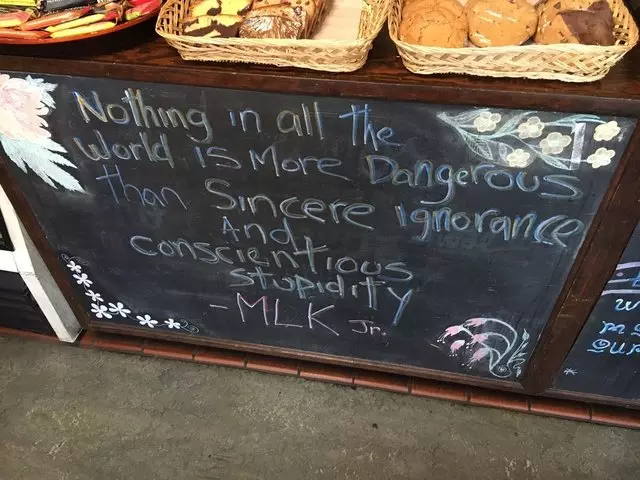 Nothing in all the
World is More Dangerous
than Sincere ignorance
And
conscientious
stupidity
- MLK Jr.